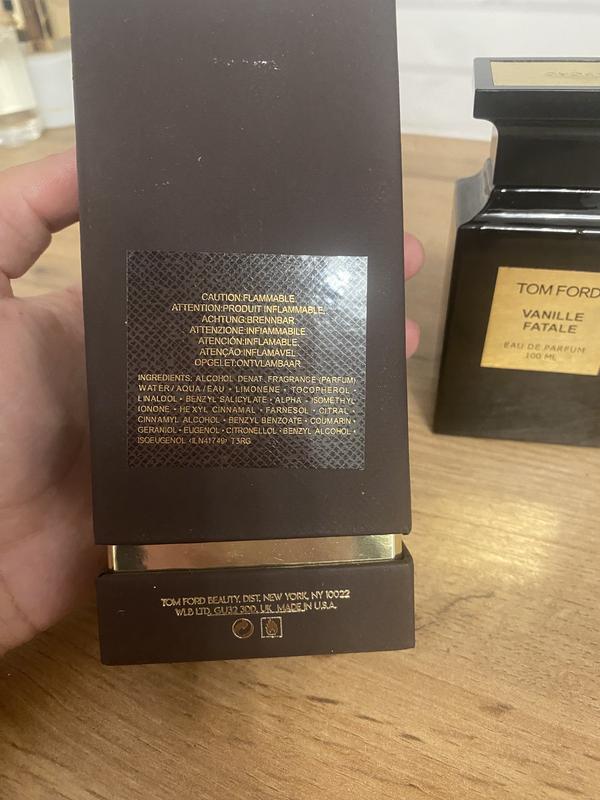 CAUTION:FLAMMABLE
ATTENTION:PRODUIT INFLAMMABLE.
ACHTUNG:BRENNBAR
ATTENZIONE:INFIAMMABILE
ATENCIÓN:INFLAMABLE.
ATENÇÃO:INFLAMÁVEL
OPGELET:ONTVLAMBAAR
INGREDIENTS: ALCOHOL DENAT. FRAGRANCE (PARFUM)
WATER / AQUA / EAU • LIMONENE • TOCOPHEROL •
LINALOOL • BENZYL SALICYLATE • ALPHA - ISOMETHYL
IONONE • HEXYL CINNAMAL • FARNESOL • CITRAL •
CINNAMYL ALCOHOL • BENZYL BENZOATE • COUMARIN •
GERANIOL • EUGENOL • CITRONELLOL • BENZYL ALCOHOL •
ISOEUGENOL (ILN41749) T3RG
TOM FORD BEAUTY, DIST. NEW YORK, NY 10022
WLB LTD, GU32 3DD, UK MADE IN U.S.A.
TOM FORD
VANILLE
FATALE
EAU DE PARFUM
100 ML